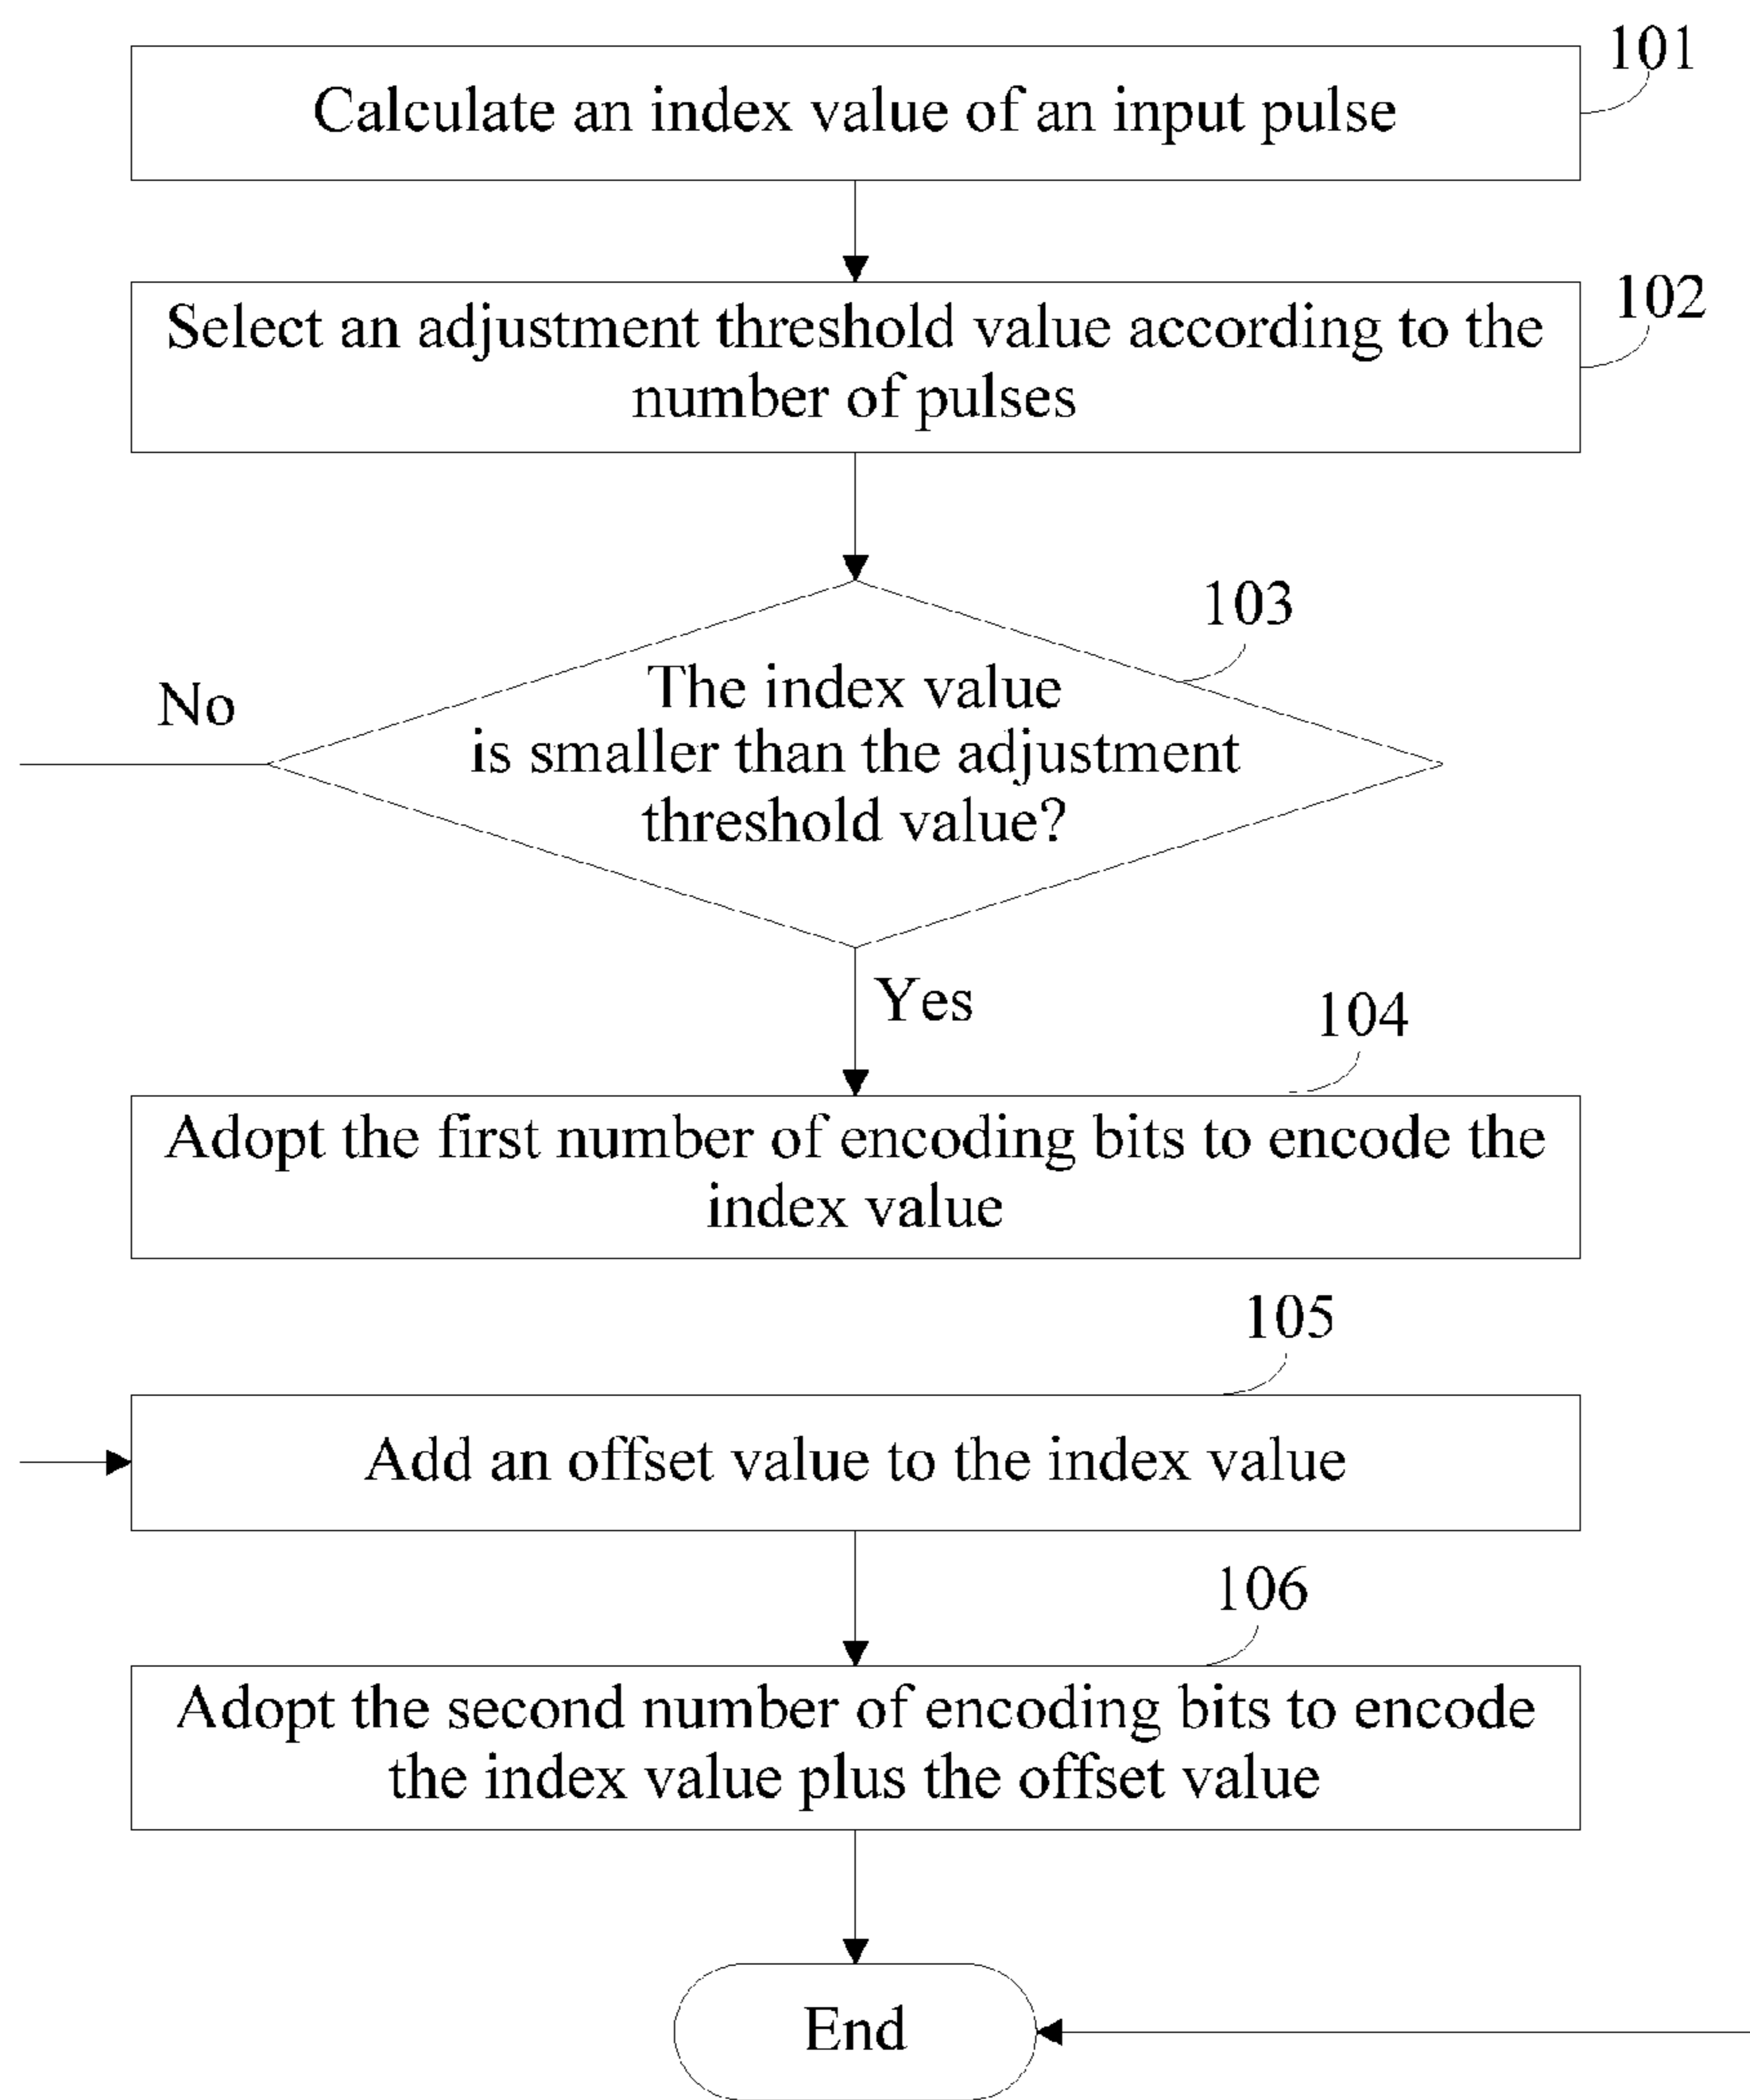 101
Calculate an index value of an input pulse
102
Select an adjustment threshold value according to the
number of pulses
103
No
The index value
is smaller than the adjustment
threshold value?
Yes
104
Adopt the first number of encoding bits to encode the
index value
105
Add an offset value to the index value
106
Adopt the second number of encoding bits to encode
the index value plus the offset value
End